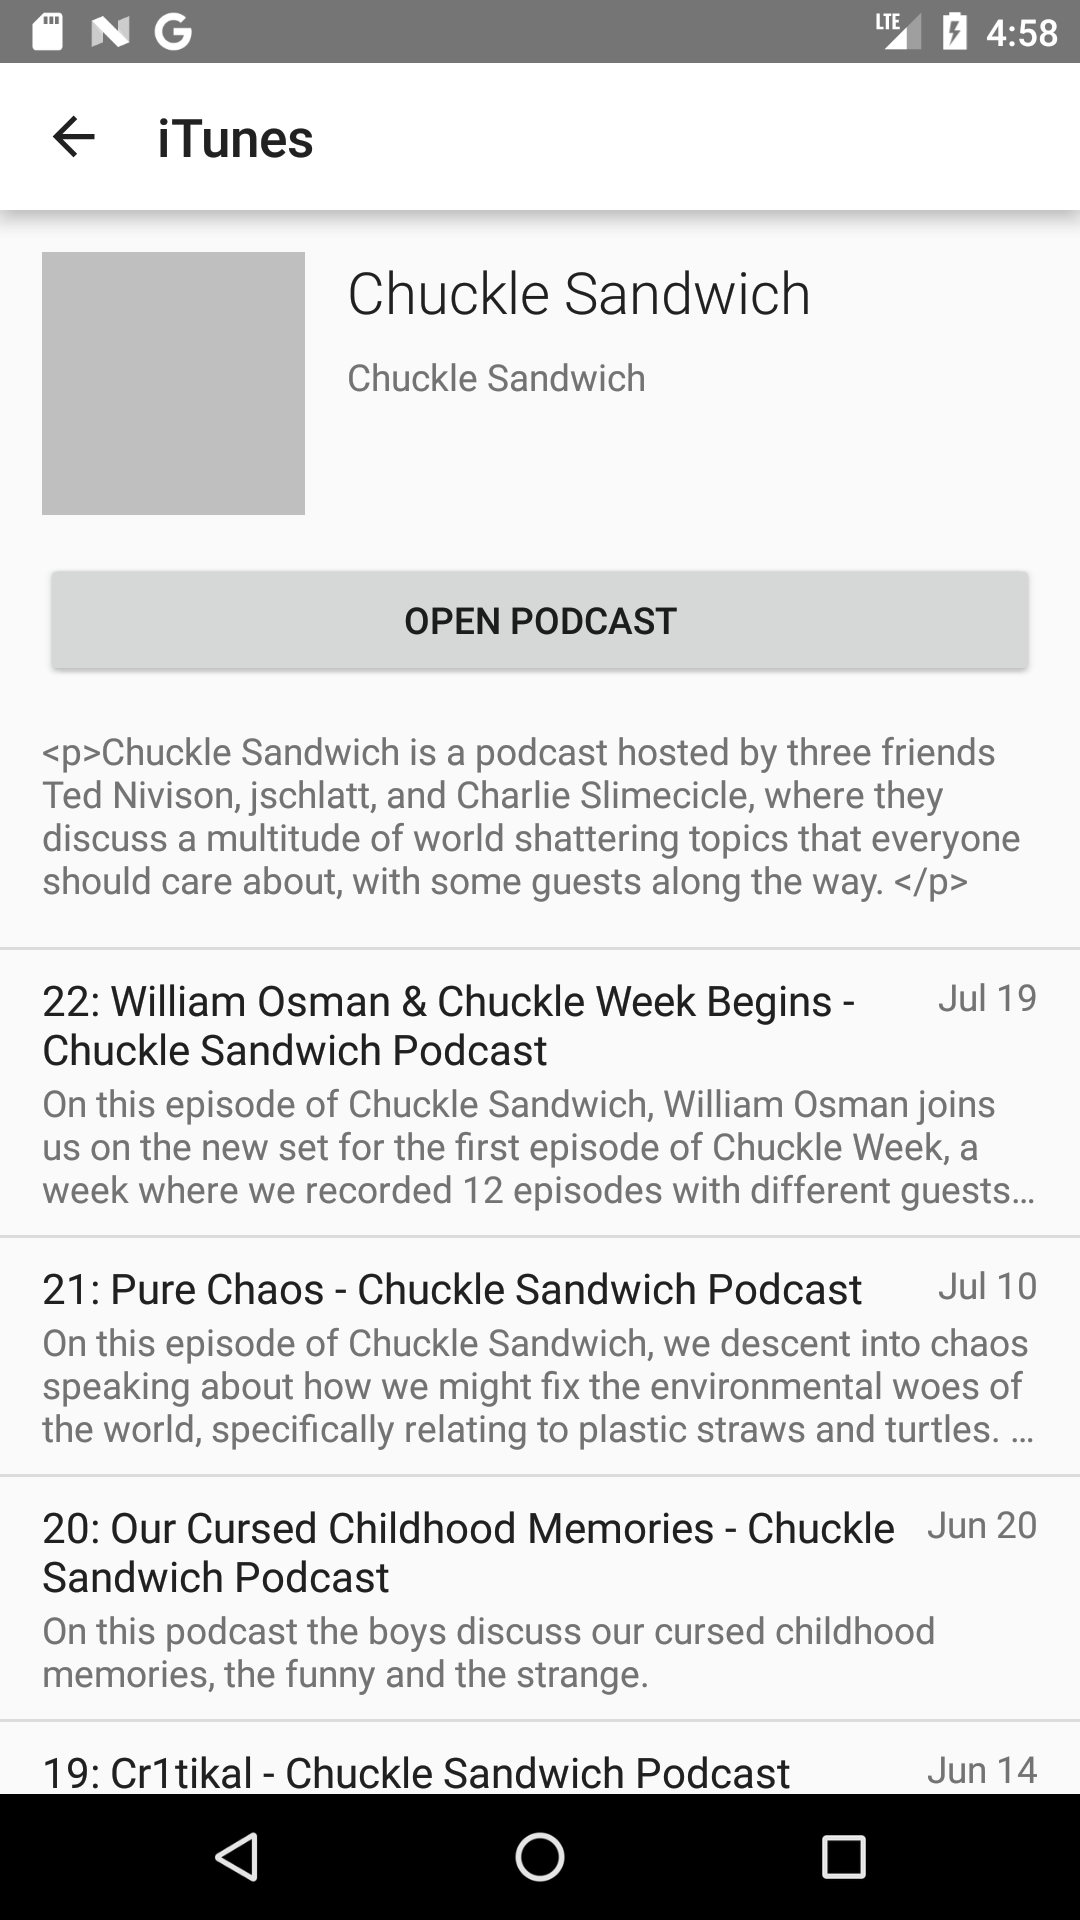 LTE 4:58
iTunes
Chuckle Sandwich
Chuckle Sandwich
OPEN PODCAST
<p>Chuckle Sandwich is a podcast hosted by three friends
Ted Nivison, jschlatt, and Charlie Slimecicle, where they
discuss a multitude of world shattering topics that everyone
should care about, with some guests along the way. </p>
22: William Osman & Chuckle Week Begins - Jul 19
Chuckle Sandwich Podcast
On this episode of Chuckle Sandwich, William Osman joins
us on the new set for the first episode of Chuckle Week, a
week where we recorded 12 episodes with different guests…
21: Pure Chaos - Chuckle Sandwich Podcast Jul 10
On this episode of Chuckle Sandwich, we descent into chaos
speaking about how we might fix the environmental woes of
the world, specifically relating to plastic straws and turtles. …
20: Our Cursed Childhood Memories - Chuckle Jun 20
Sandwich Podcast
On this podcast the boys discuss our cursed childhood
memories, the funny and the strange.
19: Cr1tikal - Chuckle Sandwich Podcast Jun 14